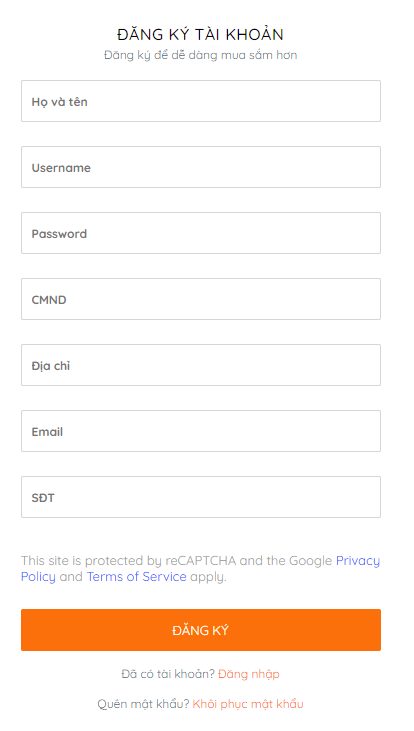 ĐĂNG KÝ TÀI KHOẢN
Đăng ký để dễ dàng mua sắm hơn
Họ và tên
Username
Password
CMND
Địa chỉ
Email
SĐT
This site is protected by reCAPTCHA and the Google Privacy
Policy and Terms of Service apply.
ĐĂNG KÝ
Đã có tài khoản? Đăng nhập
Quên mật khẩu? Khôi phục mật khẩu